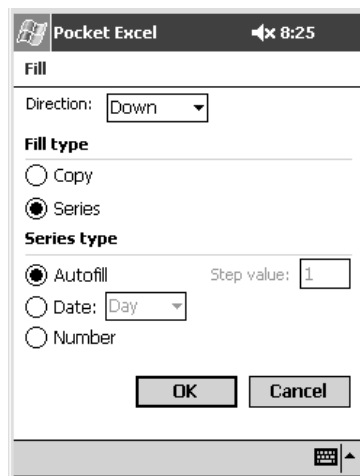 Pocket Excel 8:25
Fill
Direction: Down
Fill type
Copy
Series
Series type
Autofill Step value: 1
Date: Day
Number
OK Cancel